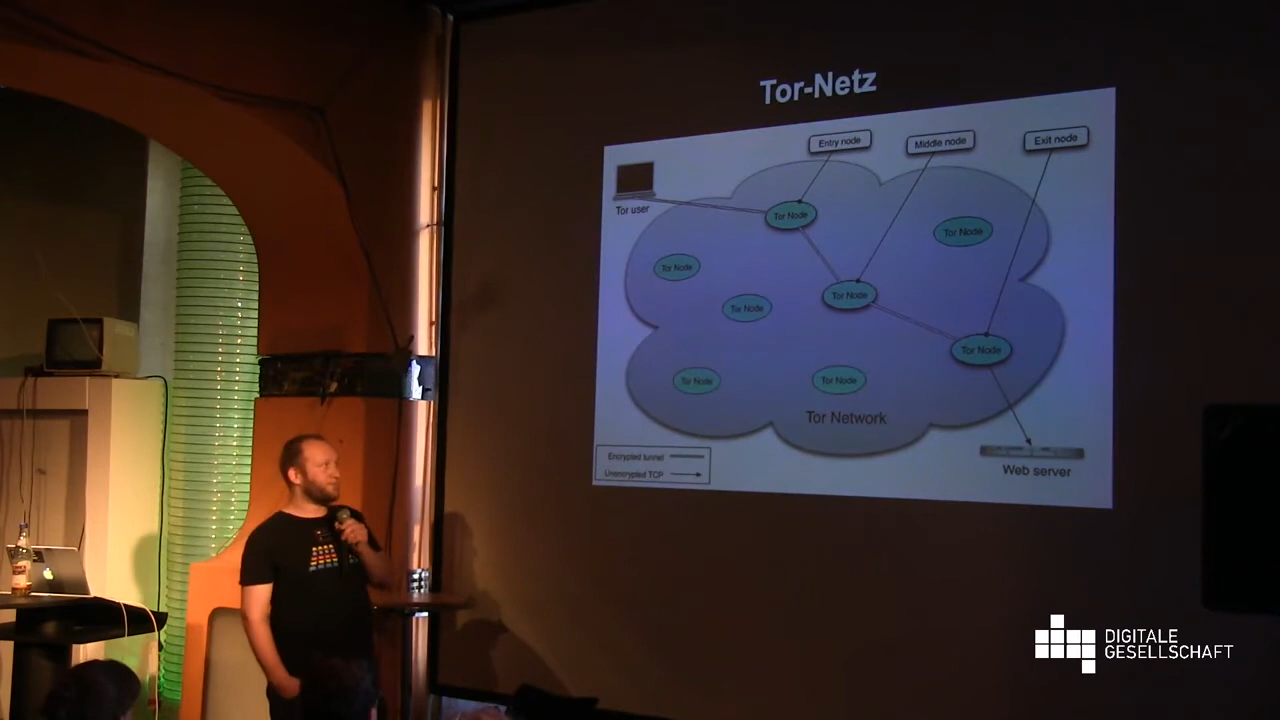 Tor-Netz
Entry node
Middle node
Exit node
Tor user
Tor Node
Tor Node
Tor Node
Tor Node
Tor Node
Tor Node
Tor Node
Tor Node
Tor Network
Encrypted tunnel
Unencrypted TCP
Web server
DIGITALE
GESELLSCHAFT